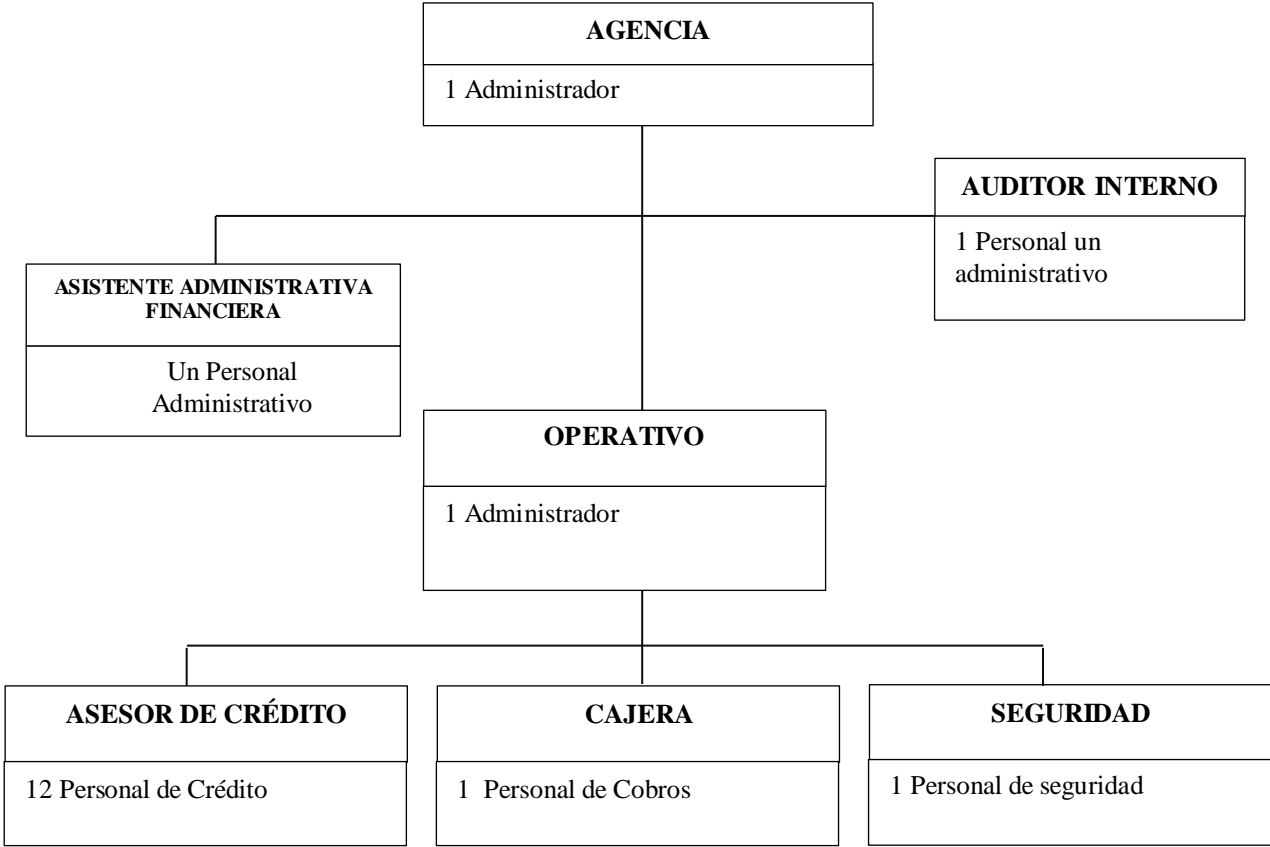 AGENCIA
1 Administrador
AUDITOR INTERNO
1 Personal un
administrativo
ASISTENTE ADMINISTRATIVA
FINANCIERA
Un Personal
Administrativo
OPERATIVO
1 Administrador
ASESOR DE CRÉDITO
12 Personal de Crédito
CAJERA
1 Personal de Cobros
SEGURIDAD
1 Personal de seguridad